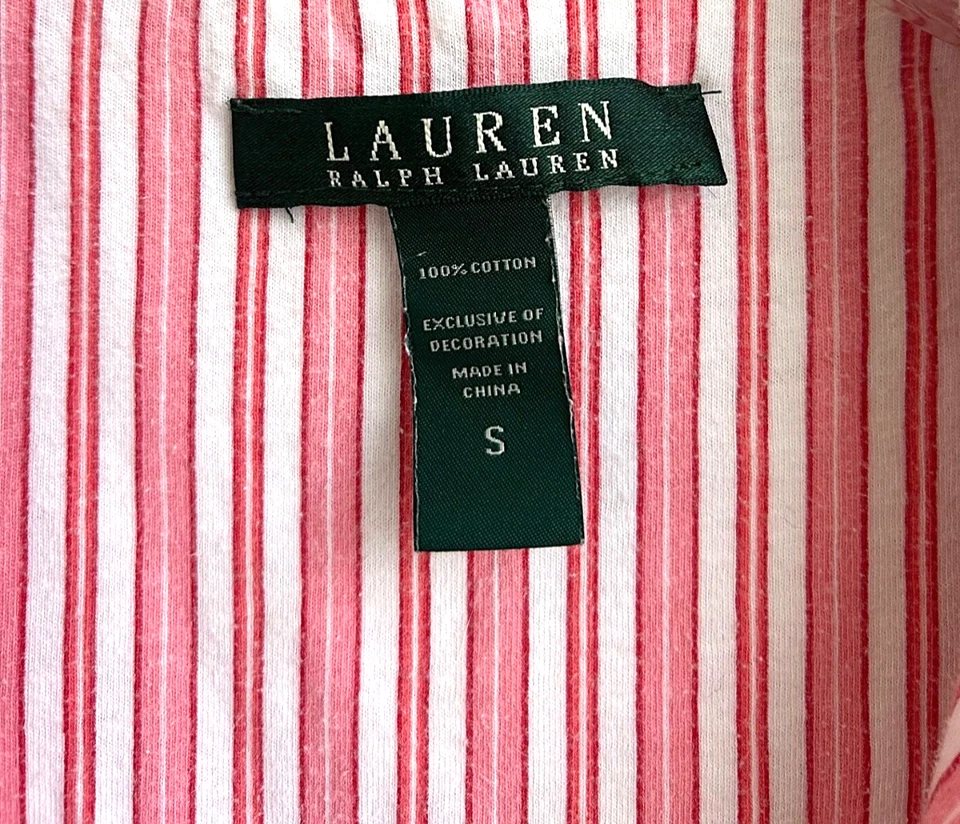 LAUREN
RALPH LAUREN
100% COTTON
EXCLUSIVE OF
DECORATION
MADE IN
CHINA
S